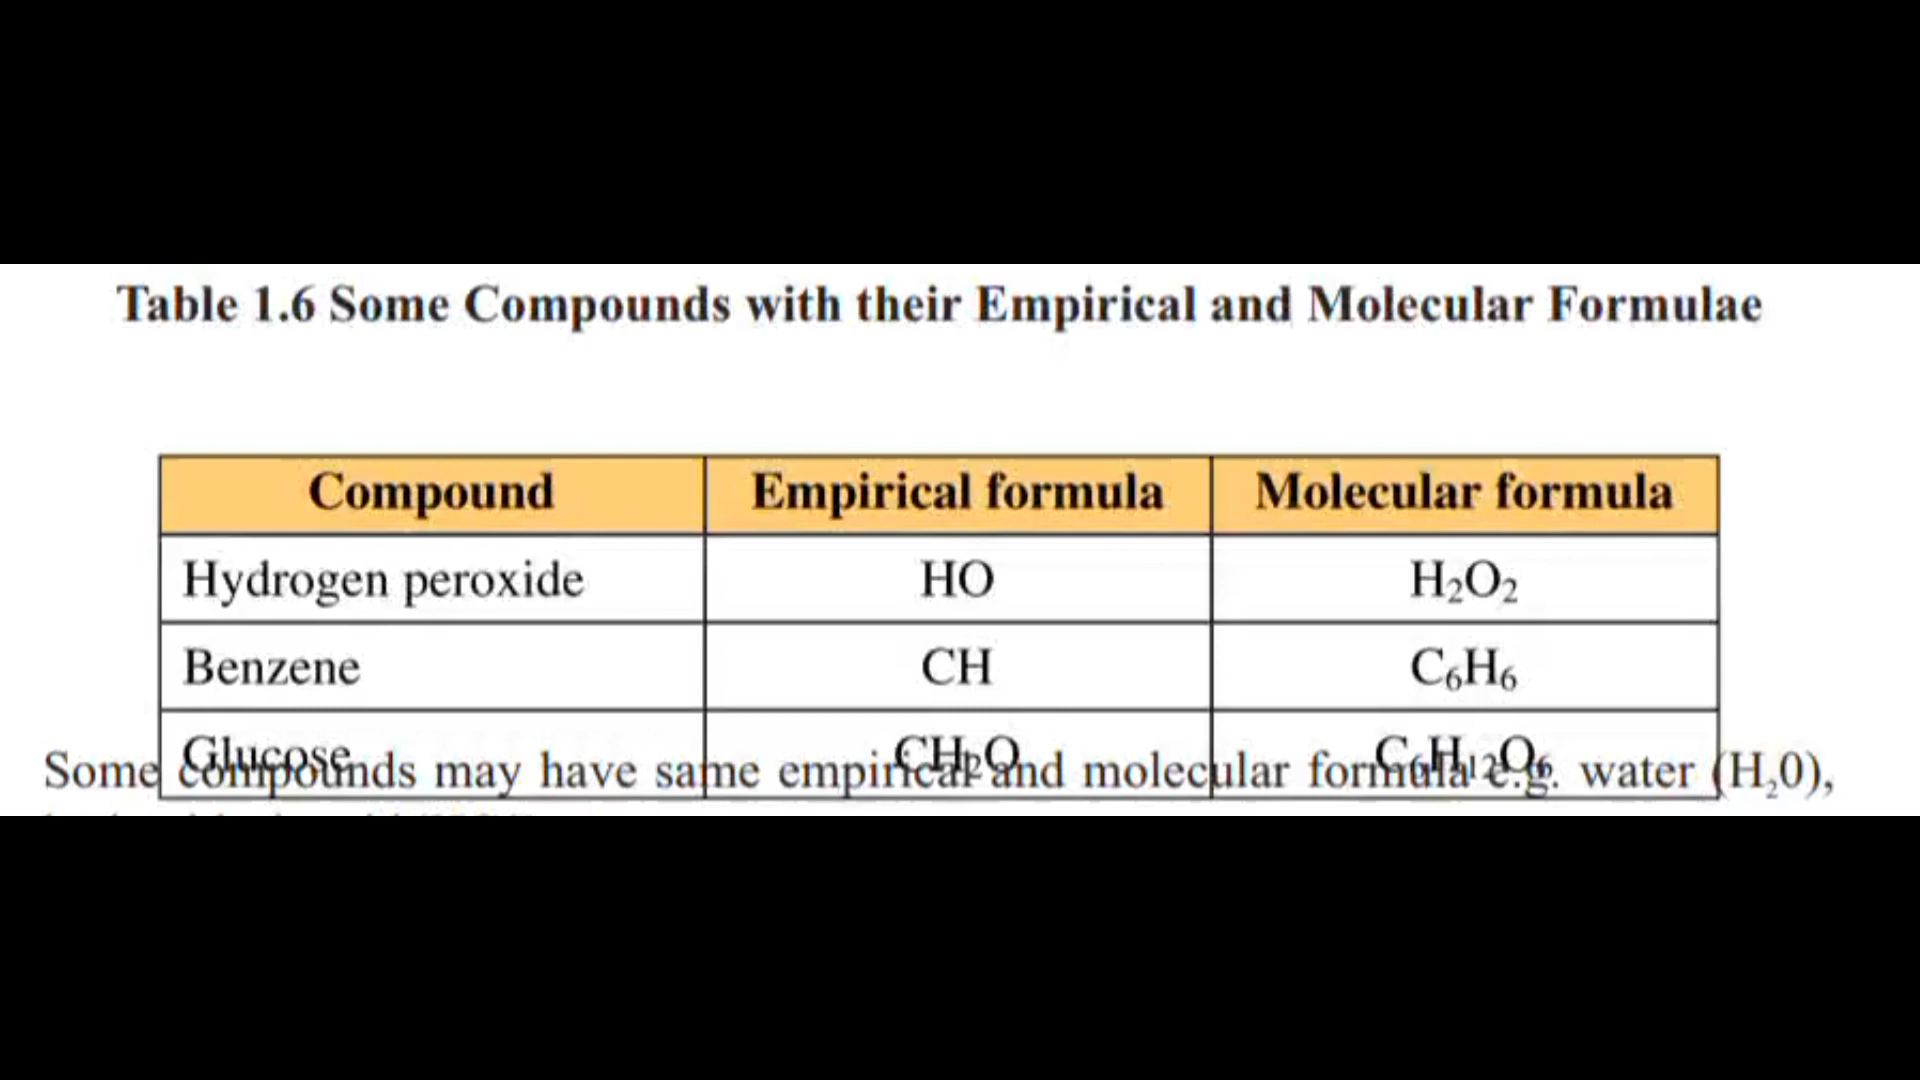 Table 1.6 Some Compounds with their Empirical and Molecular Formulae
Compound Empirical formula Molecular formula
Hydrogen peroxide HO H₂O₂
Benzene CH C₆H₆
Glucose CH₂O C₆H₁₂O₆
Some compounds may have same empirical and molecular formula e.g. water (H₂0),